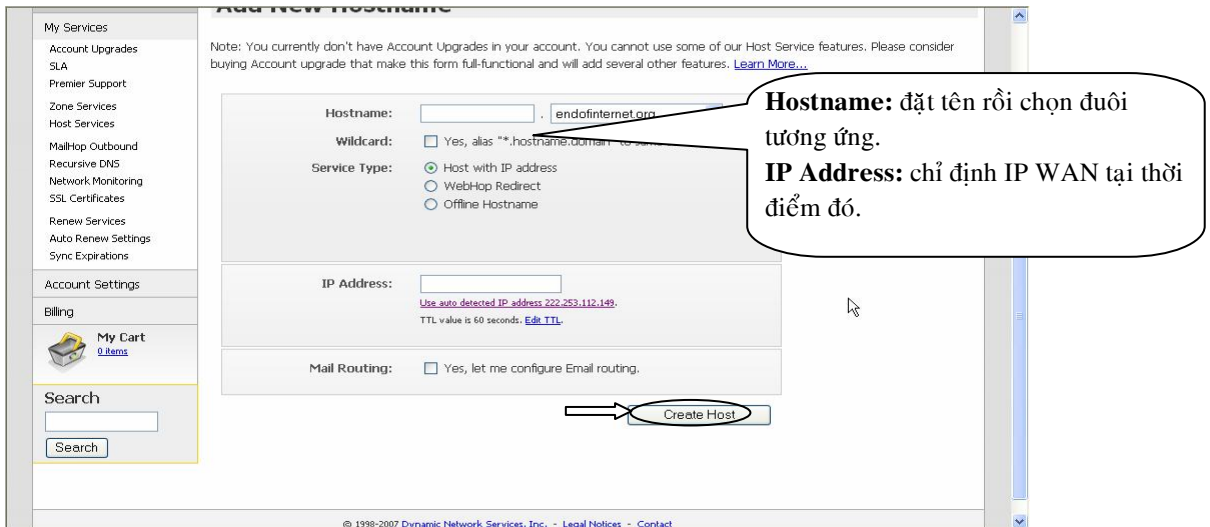 Add New Hostname
My Services
Account Upgrades
SLA
Premier Support
Zone Services
Host Services
MailHop Outbound
Recursive DNS
Network Monitoring
SSL Certificates
Renew Services
Auto Renew Settings
Sync Expirations
Account Settings
Billing
My Cart
0 items
Search
Search
Note: You currently don't have Account Upgrades in your account. You cannot use some of our Host Service features. Please consider
buying Account upgrade that make this form full-functional and will add several other features. Learn More...
Hostname: . endofinternet.org
Wildcard: Yes, alias "*.hostname.domain" to
Service Type: Host with IP address
WebHop Redirect
Offline Hostname
Hostname: đặt tên rồi chọn đuôi
tương ứng.
IP Address: chỉ định IP WAN tại thời
điểm đó.
IP Address:
Use auto detected IP address 222.253.112.149.
TTL value is 60 seconds. Edit TTL.
Mail Routing: Yes, let me configure Email routing.
Create Host
© 1998-2007 Dynamic Network Services, Inc. - Legal Notices - Contact